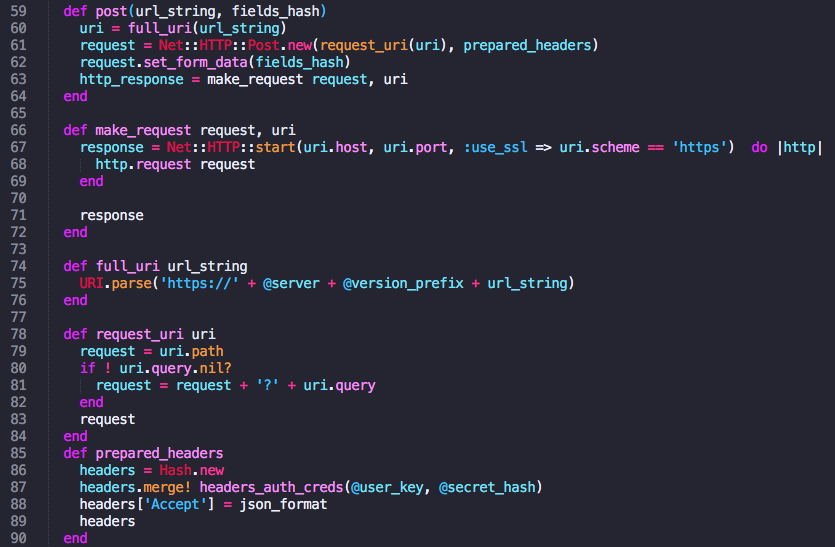 59 def post(url_string, fields_hash)
60 uri = full_uri(url_string)
61 request = Net::HTTP::Post.new(request_uri(uri), prepared_headers)
62 request.set_form_data(fields_hash)
63 http_response = make_request request, uri
64 end
65
66 def make_request request, uri
67 response = Net::HTTP::start(uri.host, uri.port, :use_ssl => uri.scheme == 'https')  do |http|
68 http.request request
69 end
70
71 response
72 end
73
74 def full_uri url_string
75 URI.parse('https://' + @server + @version_prefix + url_string)
76 end
77
78 def request_uri uri
79 request = uri.path
80 if ! uri.query.nil?
81 request = request + '?' + uri.query
82 end
83 request
84 end
85 def prepared_headers
86 headers = Hash.new
87 headers.merge! headers_auth_creds(@user_key, @secret_hash)
88 headers['Accept'] = json_format
89 headers
90 end